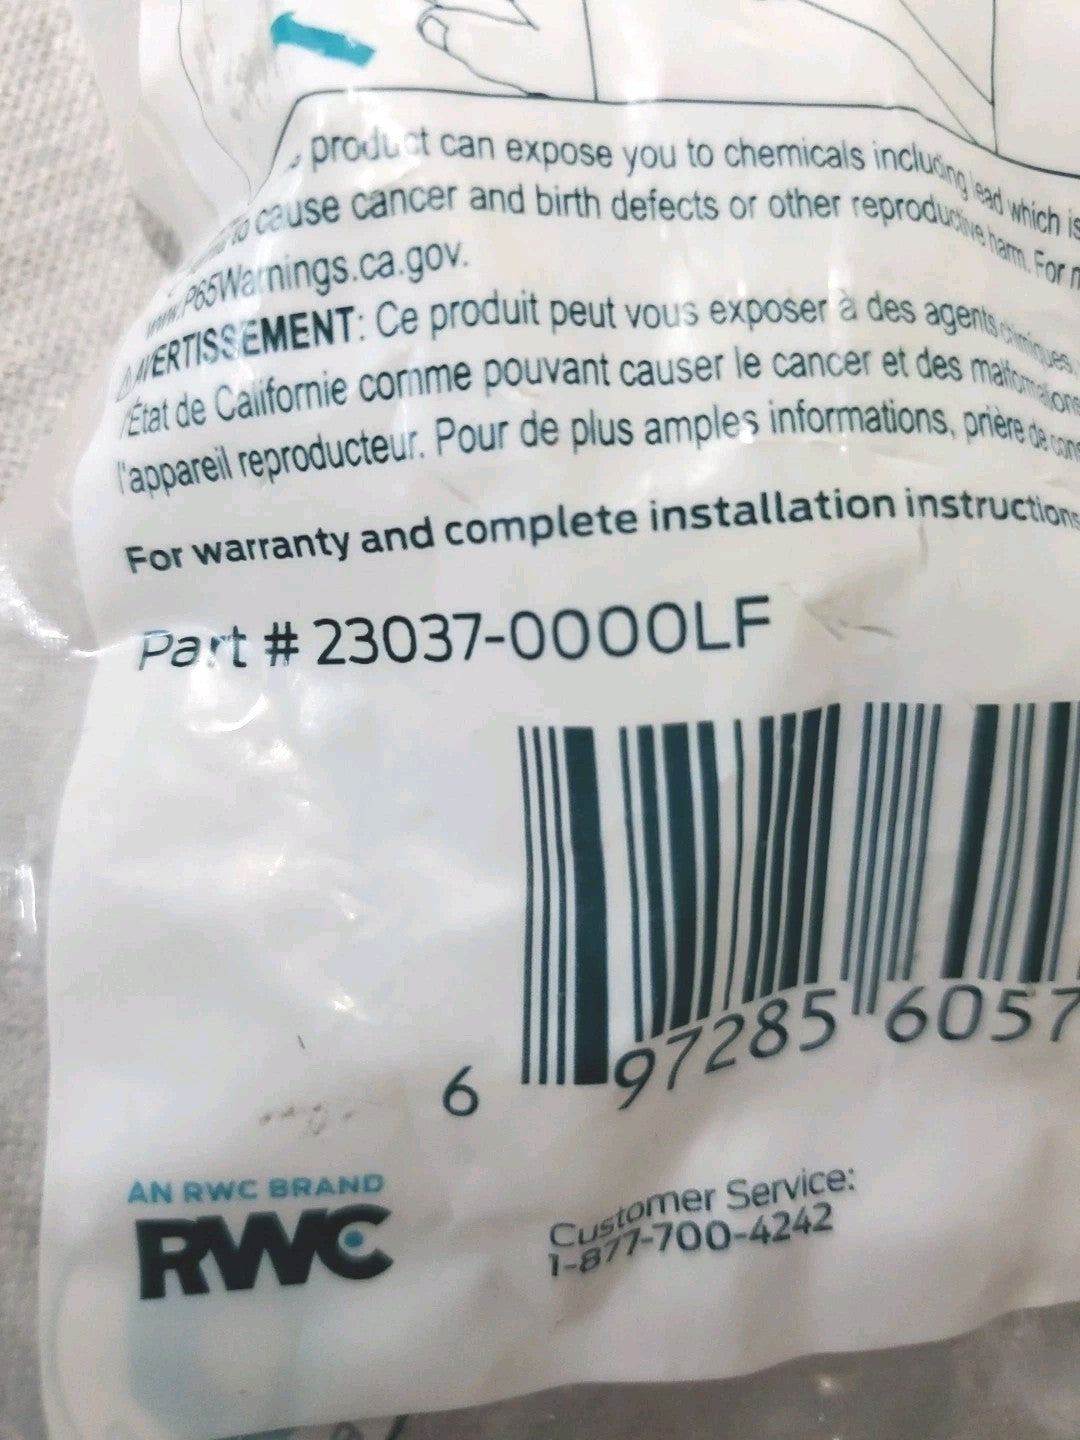 product can expose you to chemicals including lead which is
to cause cancer and birth defects or other reproductive harm. For
www.P65Warnings.ca.gov.
AVERTISSEMENT: Ce produit peut vous exposer à des agents chimiques,
l'État de Californie comme pouvant causer le cancer et des malformations
l'appareil reproducteur. Pour de plus amples informations, prière de
For warranty and complete installation instructions
Part # 23037-0000LF
6 97285 6057
AN RWC BRAND
RWC
Customer Service:
1-877-700-4242